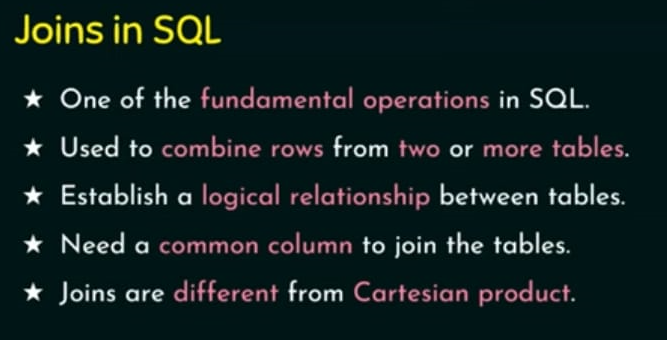 Joins in SQL
★ One of the fundamental operations in SQL.
★ Used to combine rows from two or more tables.
★ Establish a logical relationship between tables.
★ Need a common column to join the tables.
★ Joins are different from Cartesian product.